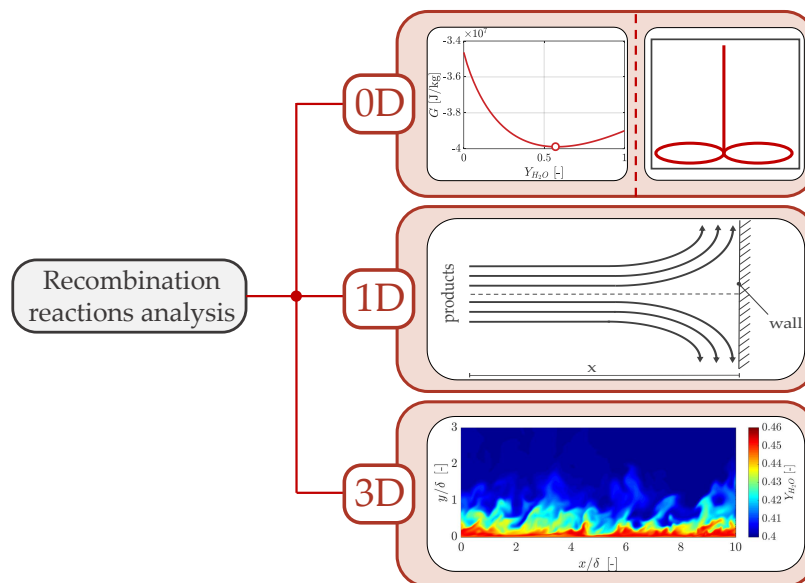 Recombination
reactions analysis
0D
×10⁷
-3.4
-3.6
-3.8
-4
G [J/kg]
0
0.5
1
Y_{H_2O} [-]
1D
products
wall
x
3D
3
2
1
0
y/δ [-]
0
2
4
6
8
10
x/δ [-]
0.46
0.45
0.44
0.43
0.42
0.41
0.4
Y_{H_2O} [-]